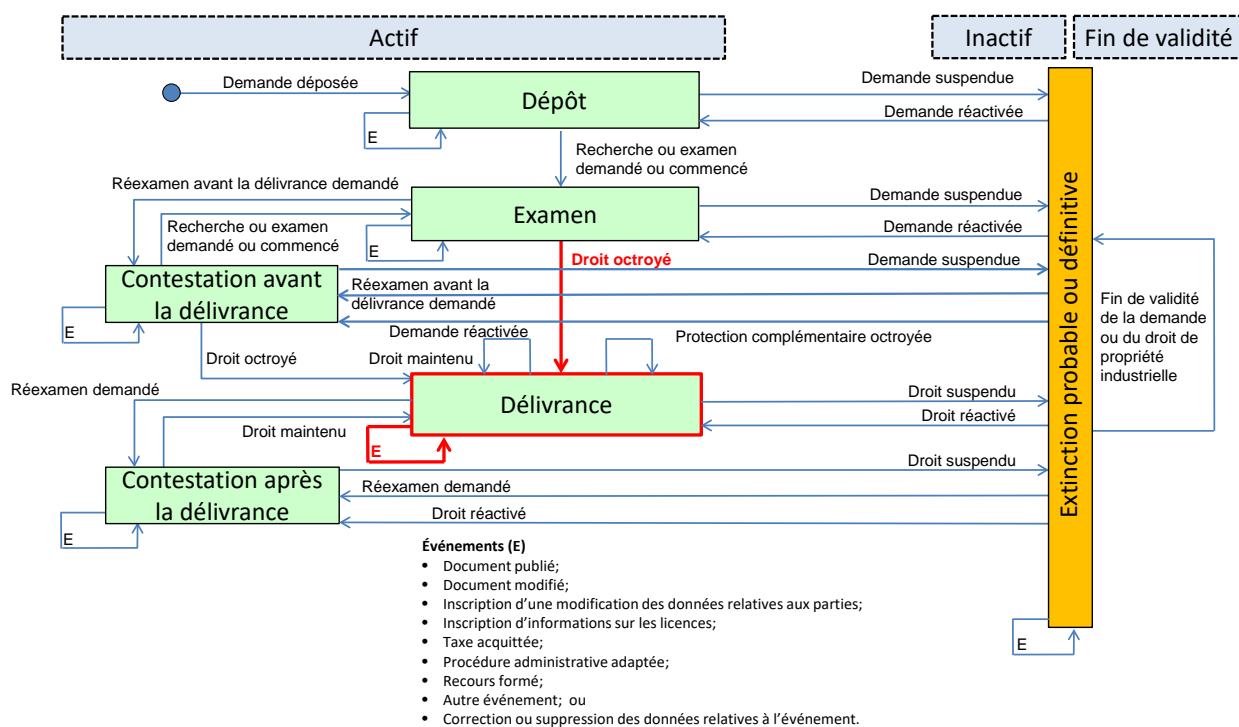 Actif
Inactif
Fin de validité
Demande déposée
Dépôt
Demande suspendue
Demande réactivée
E
Recherche ou examen
demandé ou commencé
Réexamen avant la délivrance demandé
Examen
Demande suspendue
Demande réactivée
Recherche ou examen
demandé ou commencé
E
Droit octroyé
Contestation avant
la délivrance
Demande suspendue
Réexamen avant la
délivrance demandé
E
Demande réactivée
Protection complémentaire octroyée
Droit octroyé
Droit maintenu
Fin de validité
de la demande
ou du droit de
propriété
industrielle
Extinction probable ou définitive
Réexamen demandé
Délivrance
Droit suspendu
Droit réactivé
Droit maintenu
E
Contestation après
la délivrance
Droit suspendu
Réexamen demandé
Droit réactivé
E
Événements (E)
• Document publié;
• Document modifié;
• Inscription d’une modification des données relatives aux parties;
• Inscription d’informations sur les licences;
• Taxe acquittée;
• Procédure administrative adaptée;
• Recours formé;
• Autre événement; ou
• Correction ou suppression des données relatives à l’événement.
E